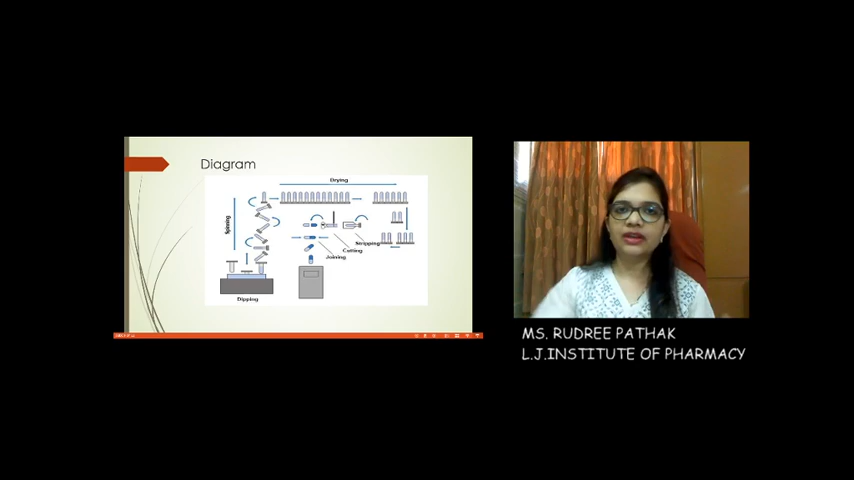 Diagram
Drying
Spinning
Stripping
Cutting
Joining
Dipping
MS. RUDREE PATHAK
L.J.INSTITUTE OF PHARMACY